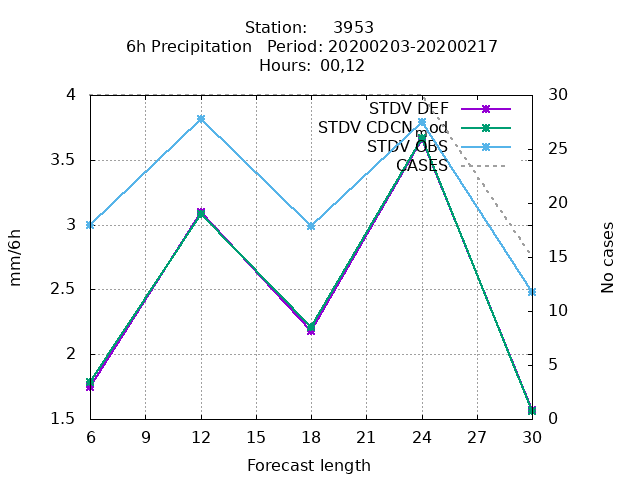 Station: 3953
6h Precipitation Period: 20200203-20200217
Hours: 00,12
STDV DEF
STDV CDCN_mod
STDV OBS
CASES
4
3.5
3
2.5
2
1.5
30
25
20
15
10
5
0
mm/6h
No cases
6 9 12 15 18 21 24 27 30
Forecast length